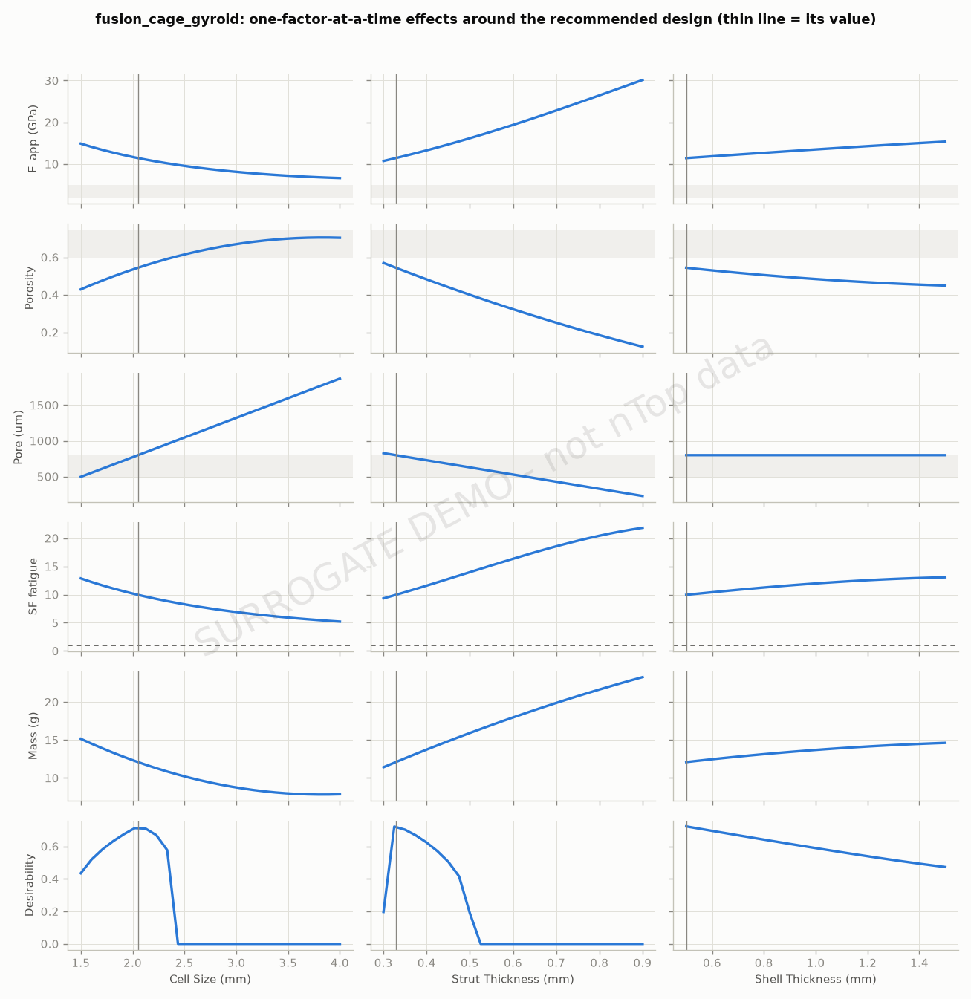 fusion_cage_gyroid: one-factor-at-a-time effects around the recommended design (thin line = its value)
E_app (GPa)
30
20
10
Porosity
0.6
0.4
0.2
Pore (um)
1500
1000
500
SF fatigue
20
15
10
5
0
Mass (g)
20
15
10
Desirability
0.6
0.4
0.2
0.0
1.5 2.0 2.5 3.0 3.5 4.0
Cell Size (mm)
0.3 0.4 0.5 0.6 0.7 0.8 0.9
Strut Thickness (mm)
0.6 0.8 1.0 1.2 1.4
Shell Thickness (mm)
SURROGATE DEMO - not nTop data